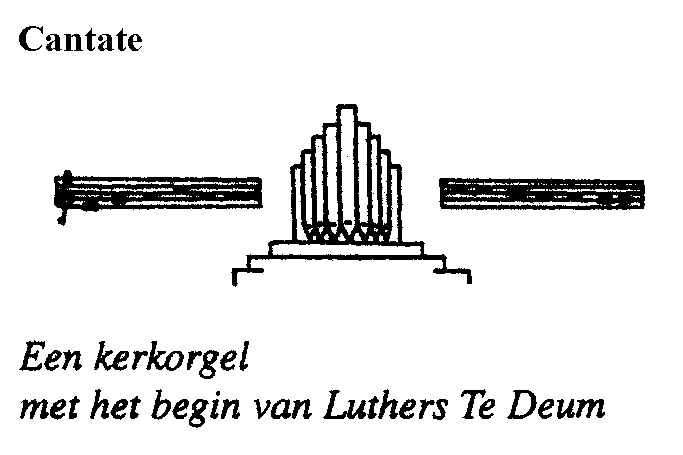 Cantate
Een kerkorgel
met het begin van Luthers Te Deum